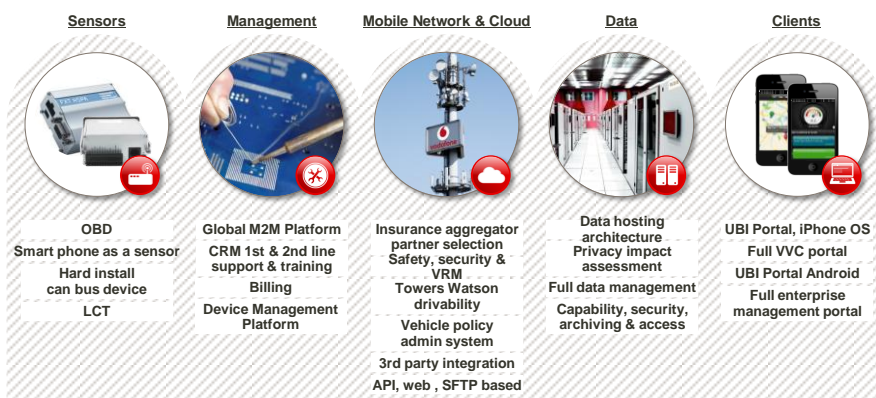 Sensors
Management
Mobile Network & Cloud
Data
Clients
vodafone
OBD
Smart phone as a sensor
Hard install
can bus device
LCT
Global M2M Platform
CRM 1st & 2nd line
support & training
Billing
Device Management
Platform
Insurance aggregator
partner selection
Safety, security &
VRM
Towers Watson
drivability
Vehicle policy
admin system
3rd party integration
API, web , SFTP based
Data hosting
architecture
Privacy impact
assessment
Full data management
Capability, security,
archiving & access
UBI Portal, iPhone OS
Full VVC portal
UBI Portal Android
Full enterprise
management portal